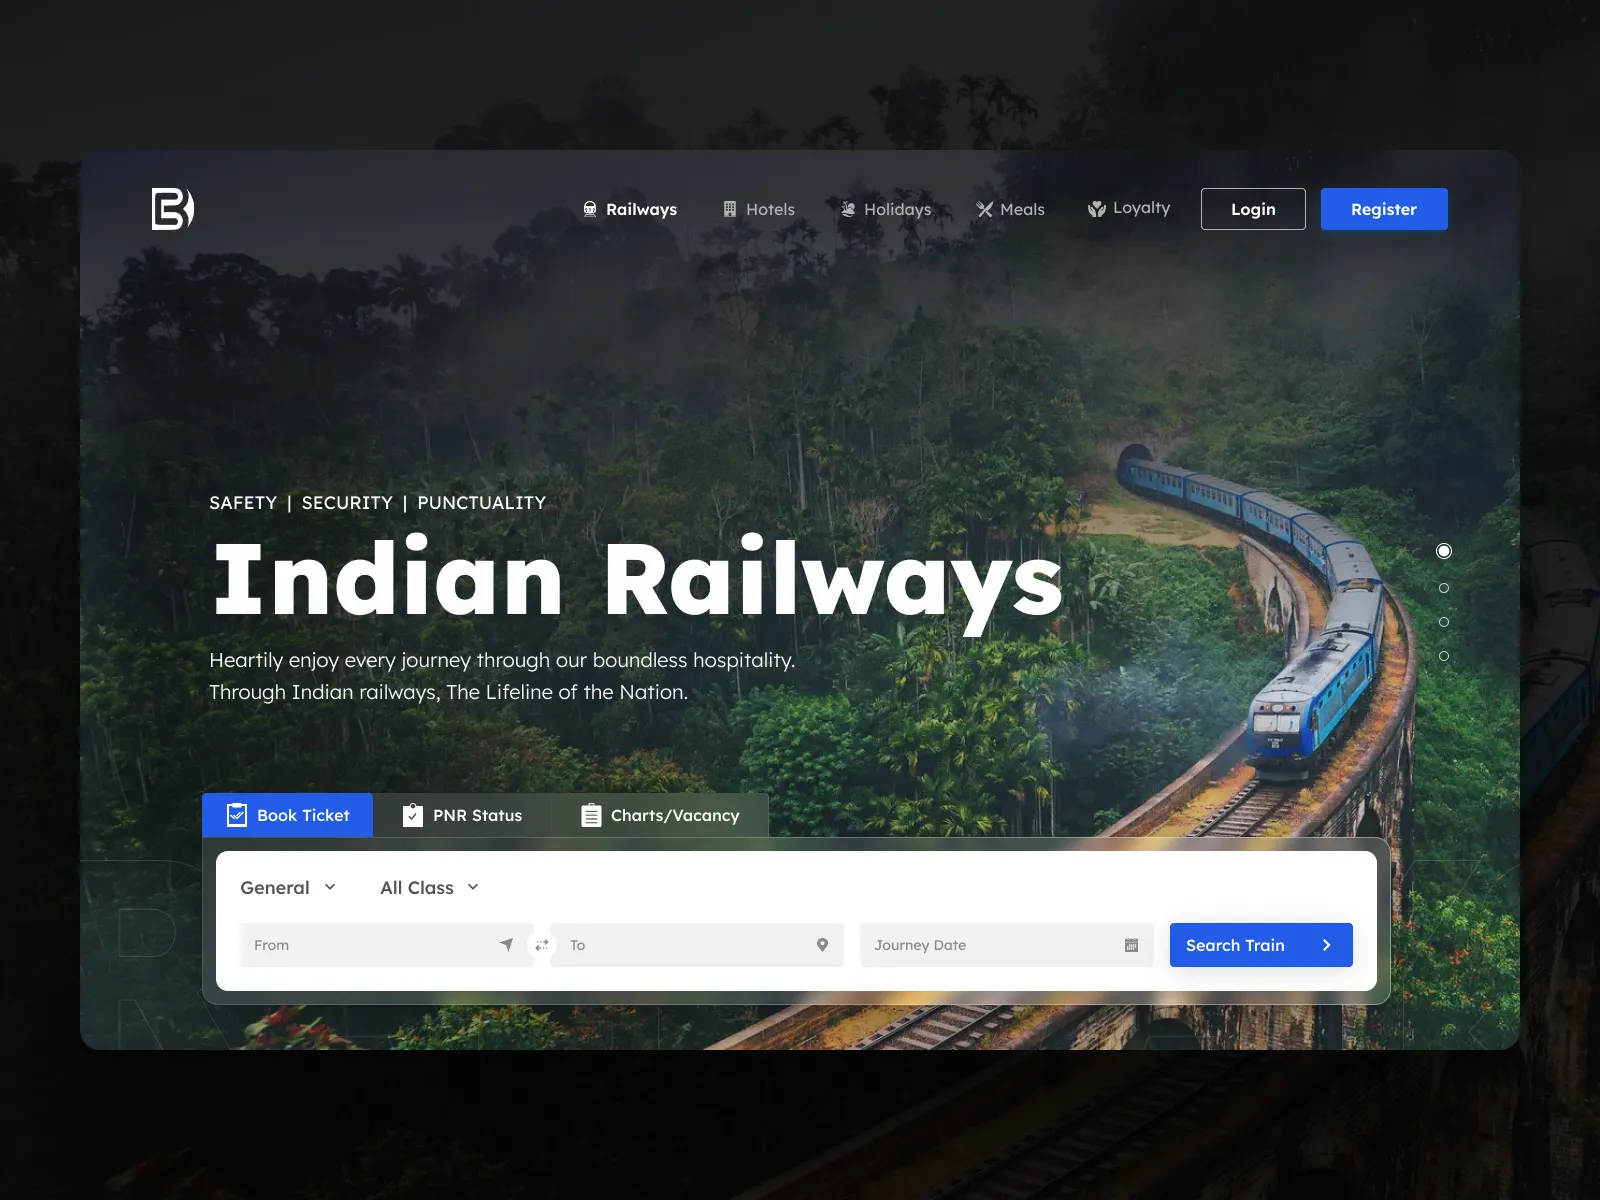 Railways Hotels Holidays Meals Loyalty Login Register
SAFETY | SECURITY | PUNCTUALITY
Indian Railways
Heartily enjoy every journey through our boundless hospitality.
Through Indian railways, The Lifeline of the Nation.
Book Ticket PNR Status Charts/Vacancy
General All Class
From To Journey Date Search Train